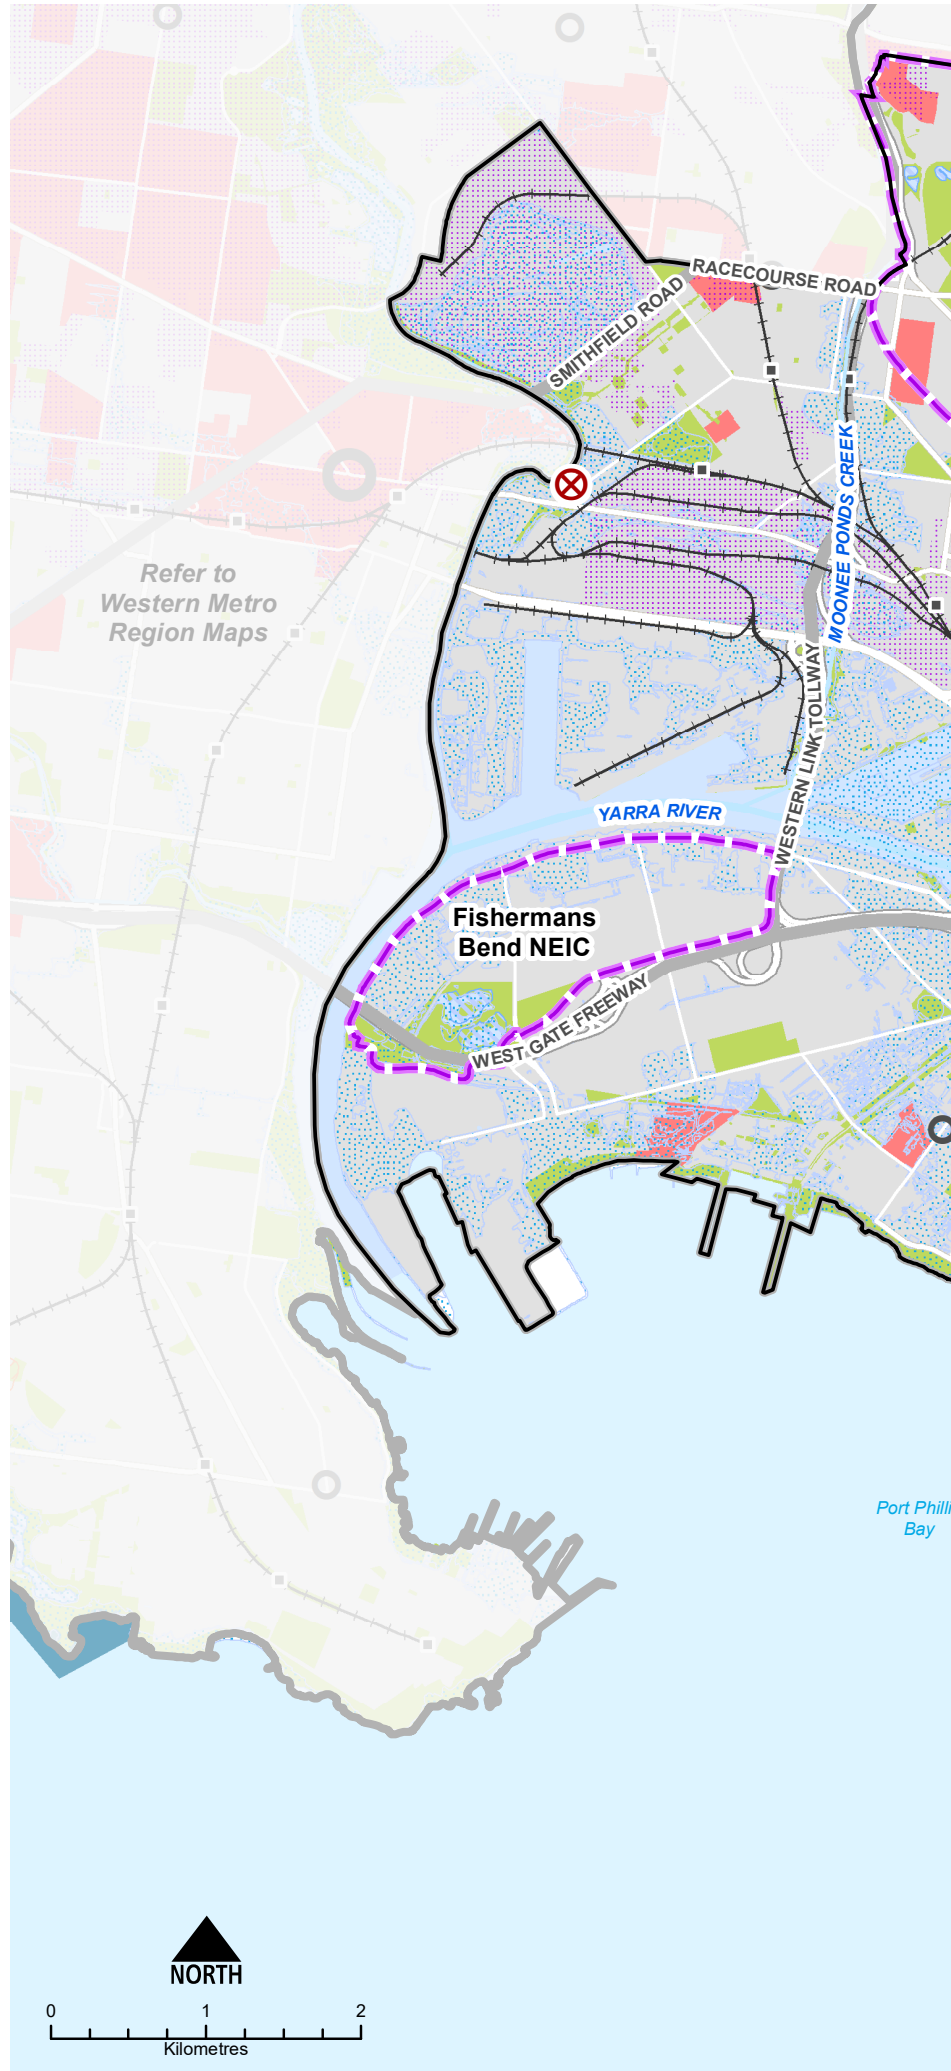 RACECOURSE ROAD
SMITHFIELD ROAD
MOONEE PONDS CREEK
Refer to
Western Metro
Region Maps
WESTERN LINK TOLLWAY
YARRA RIVER
Fishermans
Bend NEIC
WEST GATE FREEWAY
Port Philli
Bay
NORTH
0 1 2
Kilometres